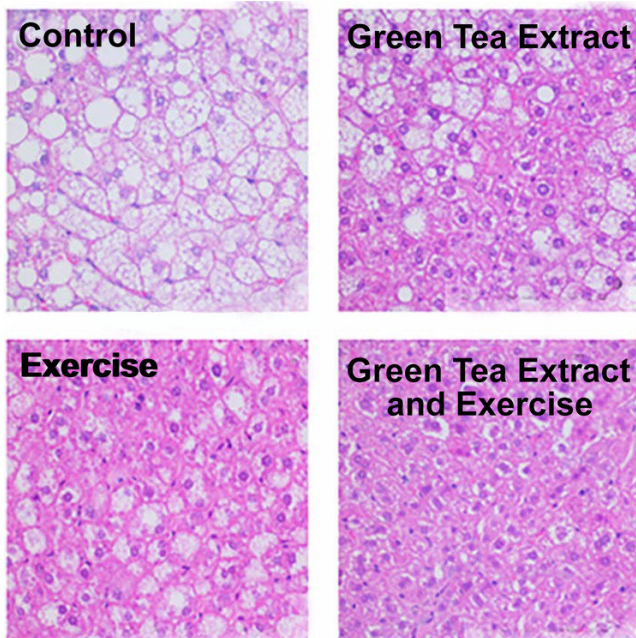 Control
Green Tea Extract
Exercise
Green Tea Extract
and Exercise